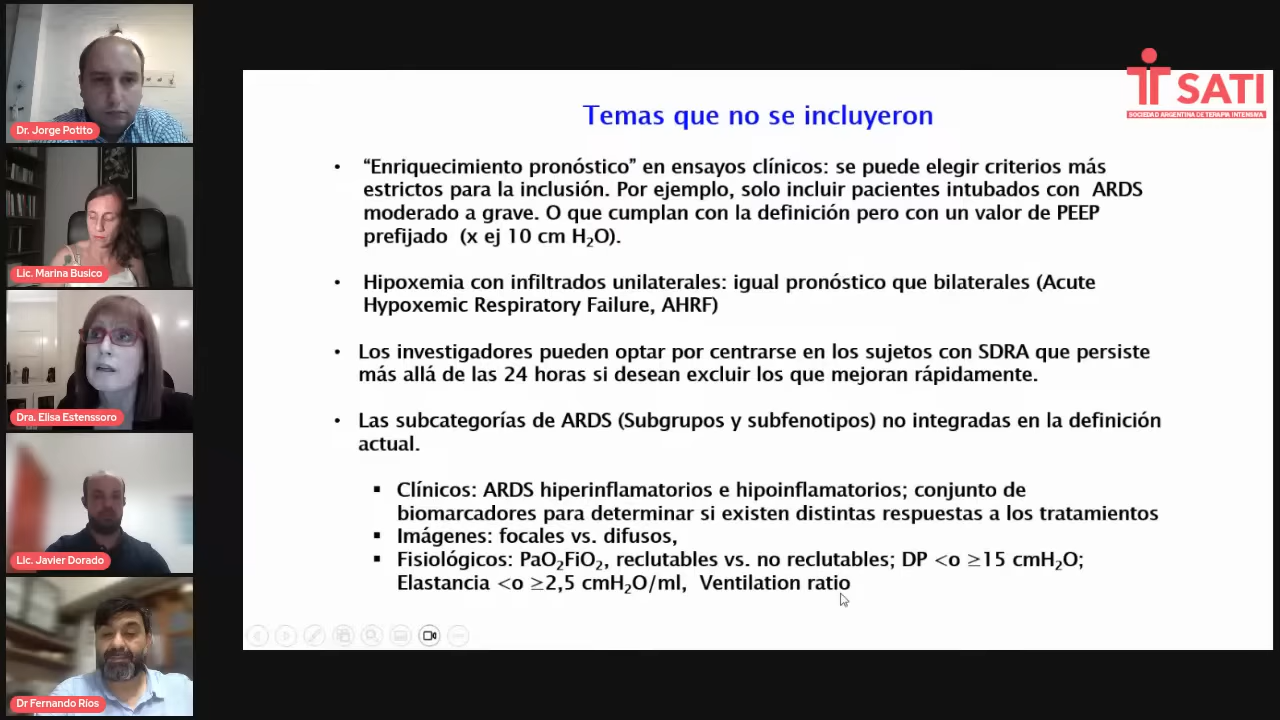 Dr. Jorge Potito
Lic. Marina Busico
Dra. Elisa Estenssoro
Lic. Javier Dorado
Dr Fernando Ríos
SATI
SOCIEDAD ARGENTINA DE TERAPIA INTENSIVA
Temas que no se incluyeron
• “Enriquecimiento pronóstico” en ensayos clínicos: se puede elegir criterios más
estrictos para la inclusión. Por ejemplo, solo incluir pacientes intubados con ARDS
moderado a grave. O que cumplan con la definición pero con un valor de PEEP
prefijado (x ej 10 cm H₂O).
• Hipoxemia con infiltrados unilaterales: igual pronóstico que bilaterales (Acute
Hypoxemic Respiratory Failure, AHRF)
• Los investigadores pueden optar por centrarse en los sujetos con SDRA que persiste
más allá de las 24 horas si desean excluir los que mejoran rápidamente.
• Las subcategorías de ARDS (Subgrupos y subfenotipos) no integradas en la definición
actual.
▪ Clínicos: ARDS hiperinflamatorios e hipoinflamatorios; conjunto de
biomarcadores para determinar si existen distintas respuestas a los tratamientos
▪ Imágenes: focales vs. difusos,
▪ Fisiológicos: PaO₂FiO₂, reclutables vs. no reclutables; DP <o ≥15 cmH₂O;
Elastancia <o ≥2,5 cmH₂O/ml, Ventilation ratio